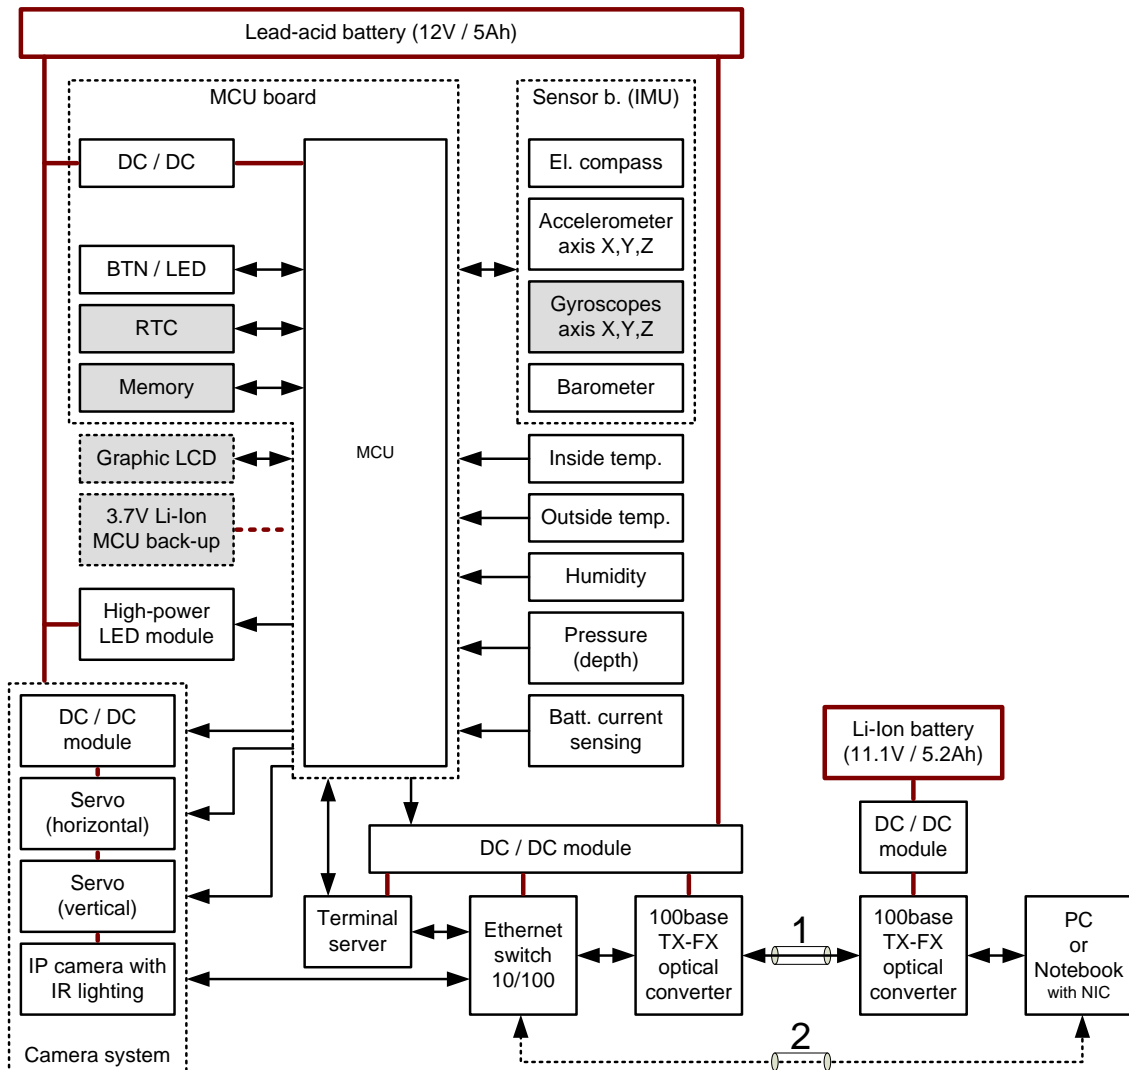 Lead-acid battery (12V / 5Ah)
MCU board
Sensor b. (IMU)
DC / DC
El. compass
Accelerometer
axis X,Y,Z
BTN / LED
RTC
Gyroscopes
axis X,Y,Z
Memory
Barometer
MCU
Graphic LCD
Inside temp.
3.7V Li-Ion
MCU back-up
Outside temp.
Humidity
High-power
LED module
Pressure
(depth)
DC / DC
module
Batt. current
sensing
Li-Ion battery
(11.1V / 5.2Ah)
Servo
(horizontal)
DC / DC module
DC / DC
module
Servo
(vertical)
Terminal
server
Ethernet
switch
10/100
100base
TX-FX
optical
converter
1
100base
TX-FX
optical
converter
PC
or
Notebook
with NIC
IP camera with
IR lighting
2
Camera system